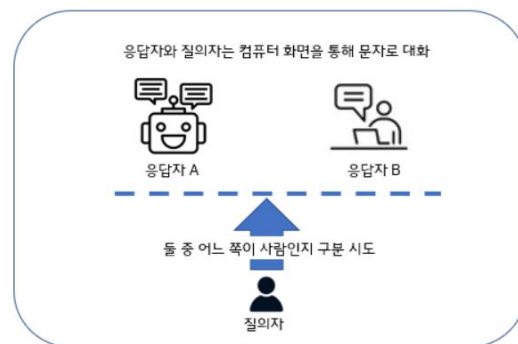 응답자와 질의자는 컴퓨터 화면을 통해 문자로 대화
응답자 A
응답자 B
둘 중 어느 쪽이 사람인지 구분 시도
질의자